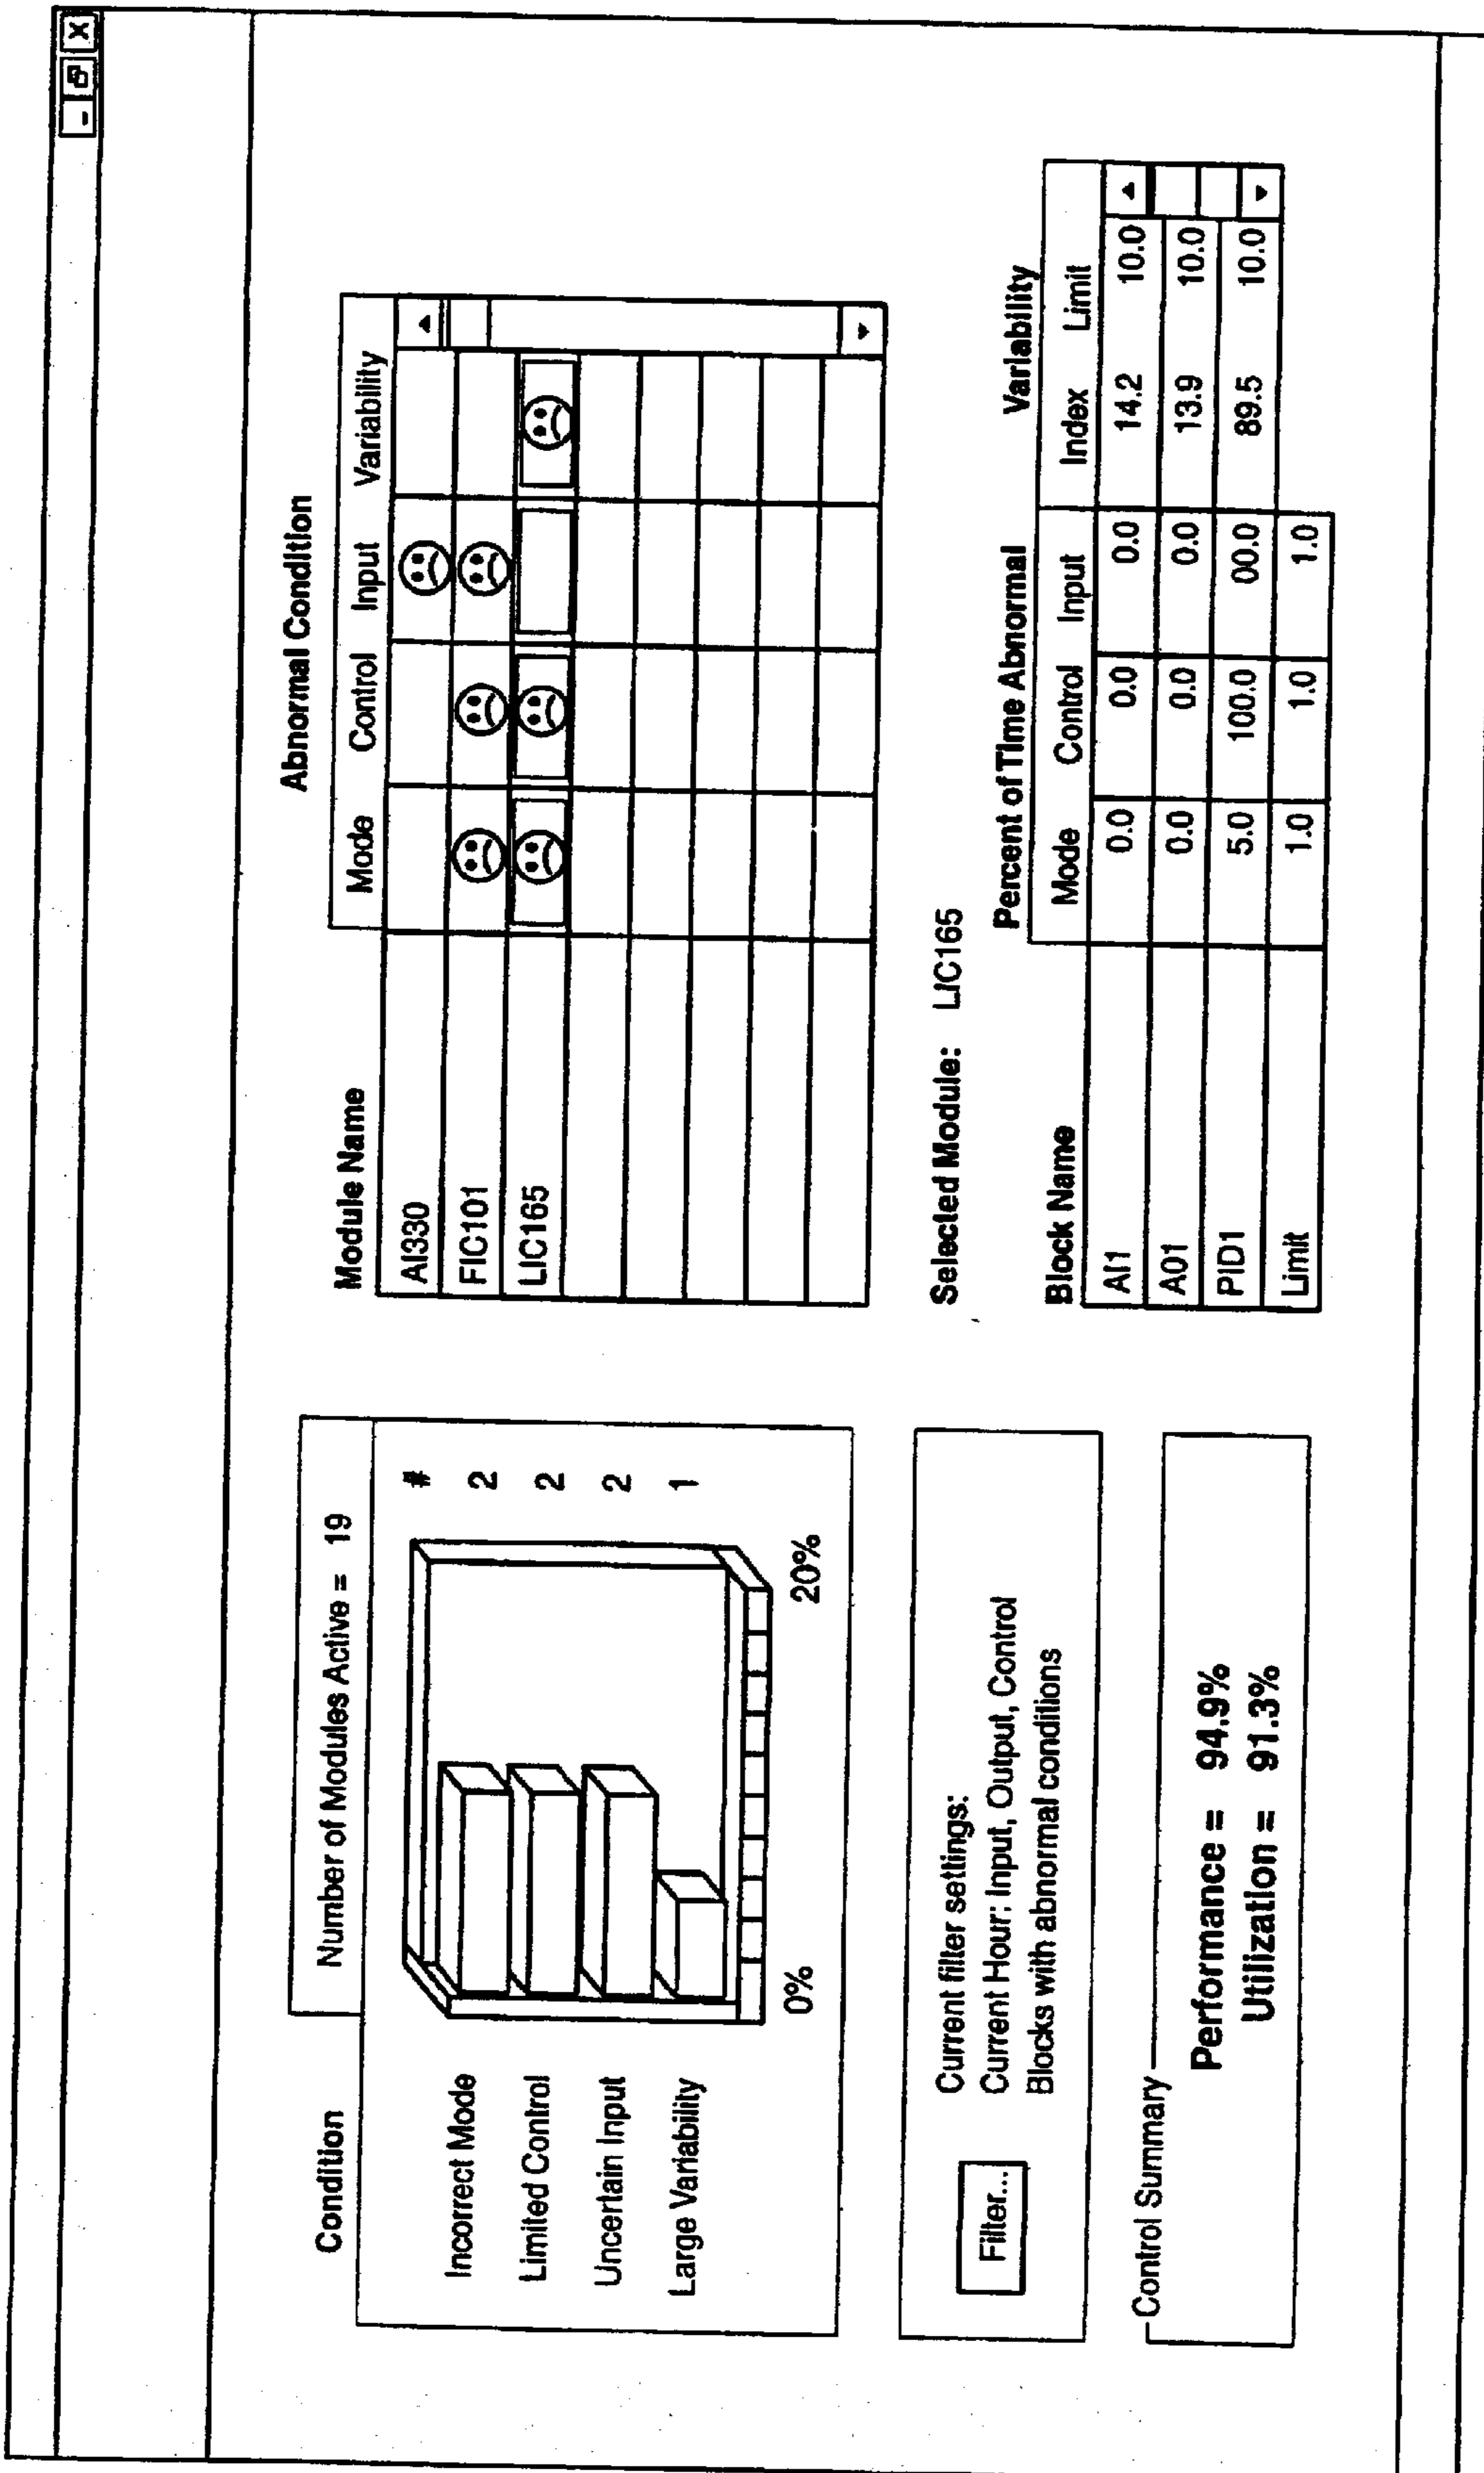 Condition
Number of Modules Active = 19
#
Incorrect Mode 2
Limited Control 2
Uncertain Input 2
Large Variability 1
0% 20%
Filter...
Current filter settings:
Current Hour: Input, Output, Control
Blocks with abnormal conditions
Control Summary
Performance = 94.9%
Utilization = 91.3%
Abnormal Condition
Module Name Mode Control Input Variability
AI330
FIC101
LIC165
Selected Module: LIC165
Percent of Time Abnormal Variability
Block Name Mode Control Input Index Limit
AI1 0.0 0.0 0.0 14.2 10.0
A01 0.0 0.0 0.0 13.9 10.0
PID1 5.0 100.0 00.0 89.5 10.0
Limit 1.0 1.0 1.0